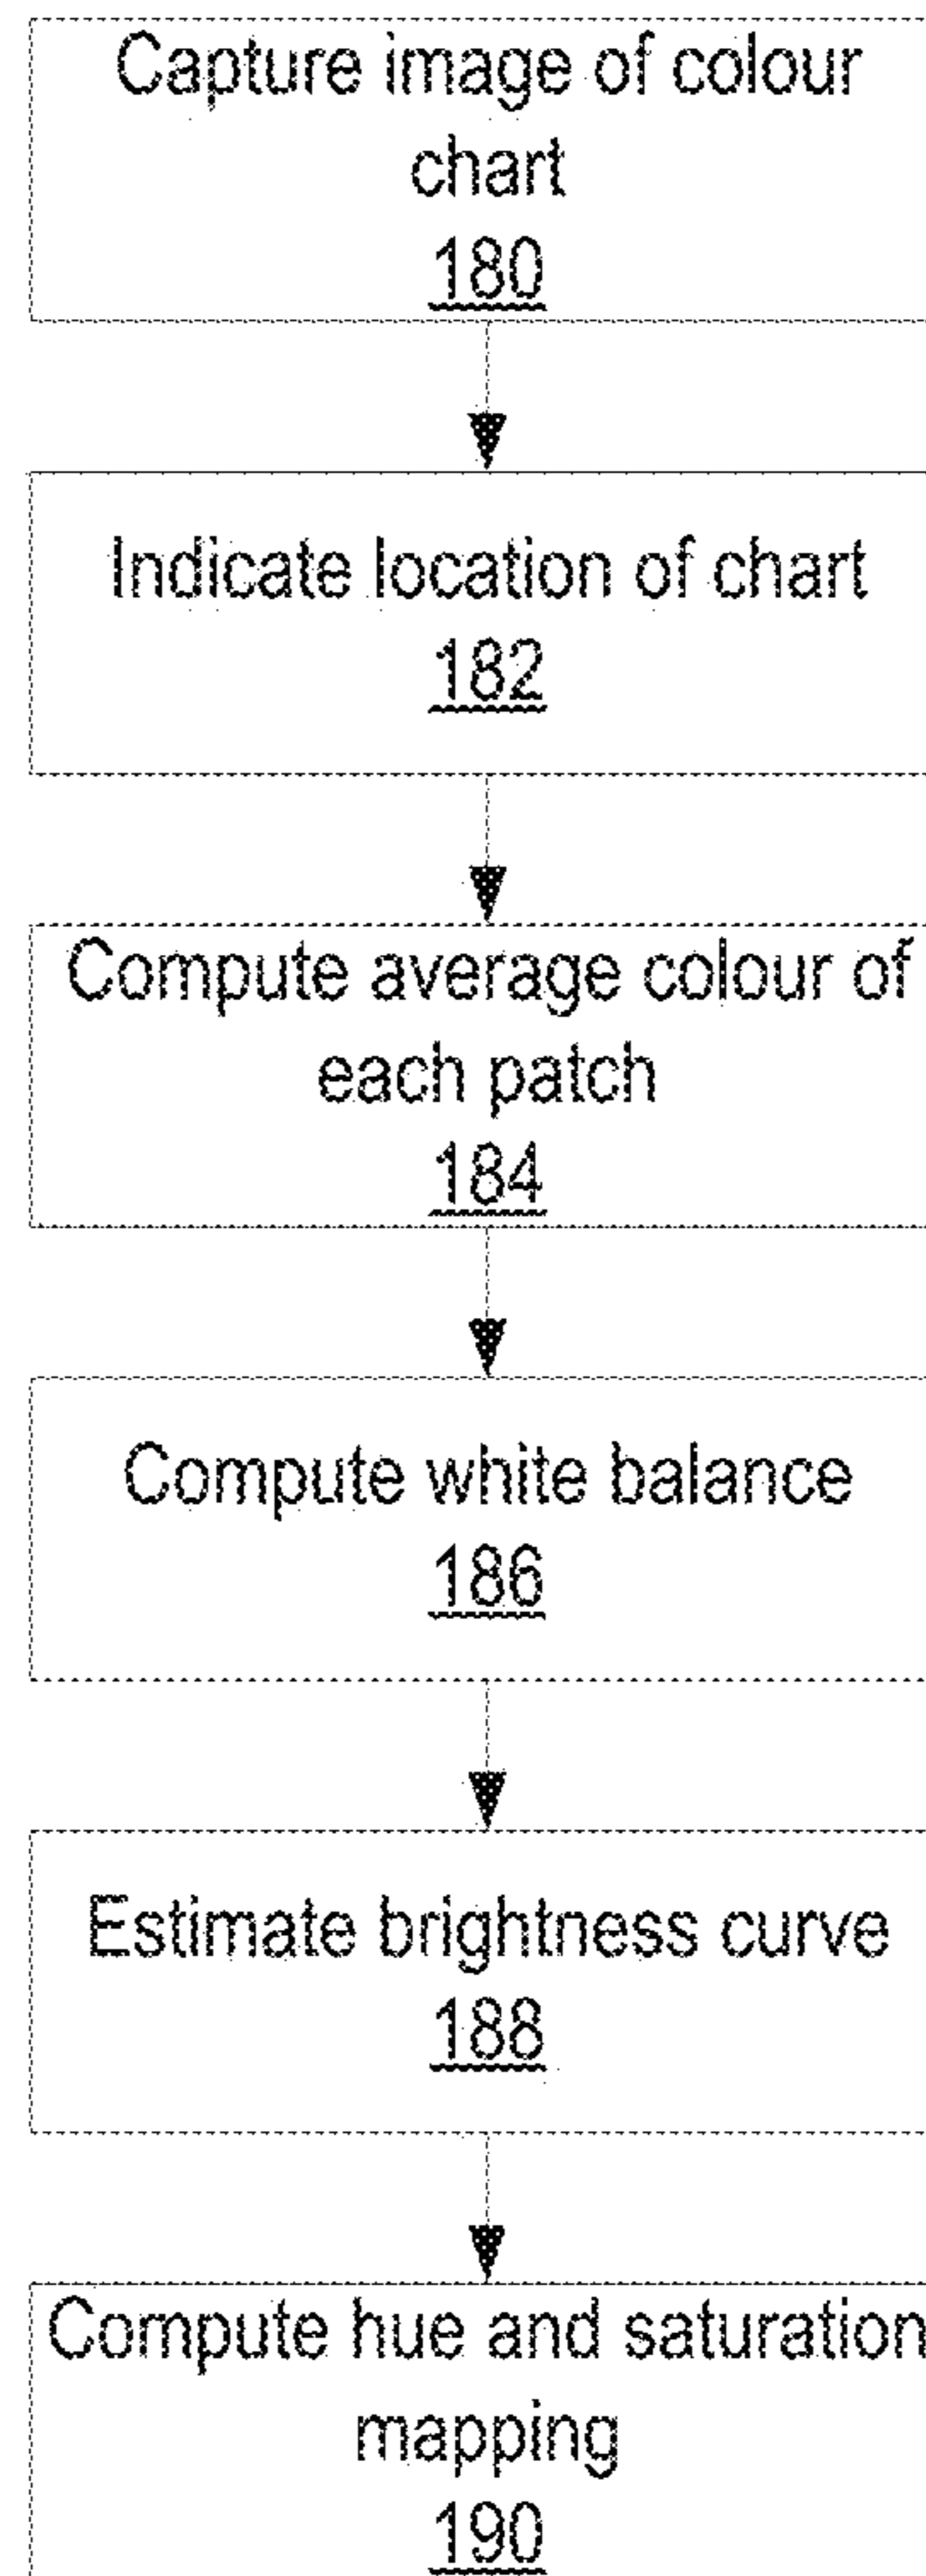 Capture image of colour
chart
180
Indicate location of chart
182
Compute average colour of
each patch
184
Compute white balance
186
Estimate brightness curve
188
Compute hue and saturation
mapping
190